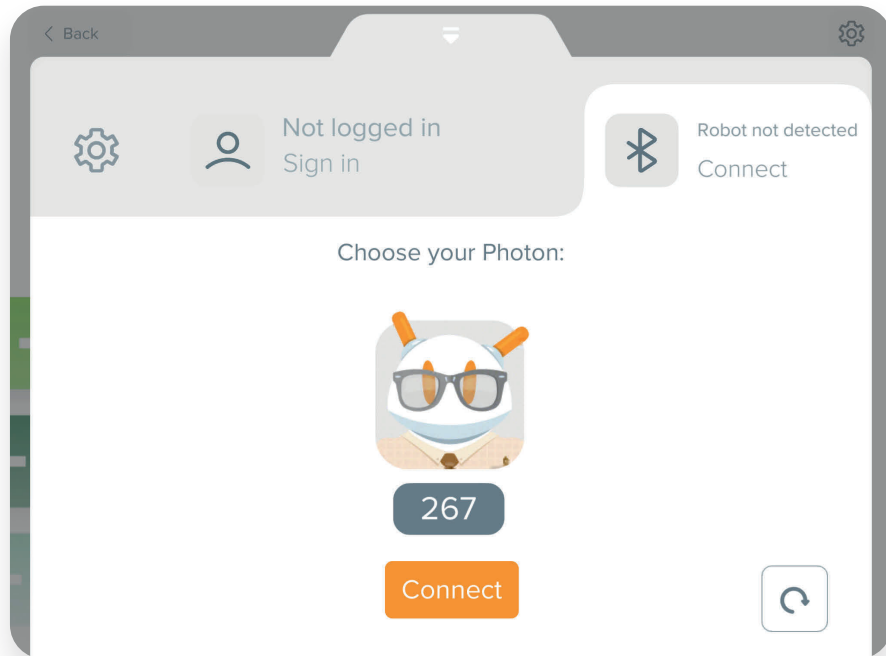 Back
Not logged in
Sign in
Robot not detected
Connect
Choose your Photon:
267
Connect